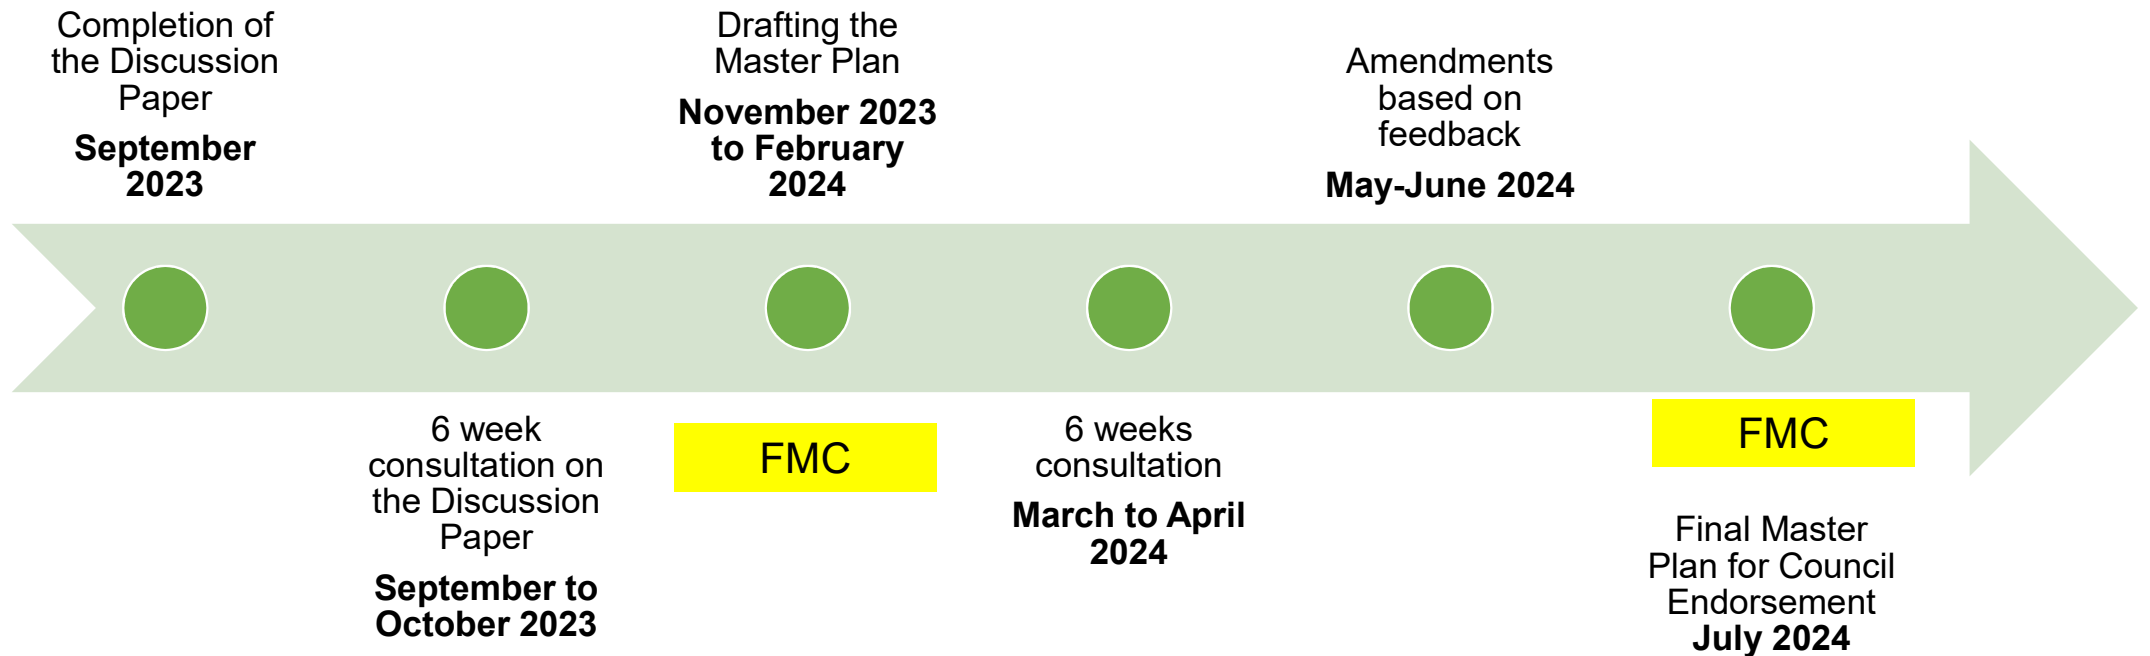 Completion of
the Discussion
Paper
September
2023
6 week
consultation on
the Discussion
Paper
September to
October 2023
Drafting the
Master Plan
November 2023
to February
2024
FMC
6 weeks
consultation
March to April
2024
Amendments
based on
feedback
May-June 2024
FMC
Final Master
Plan for Council
Endorsement
July 2024